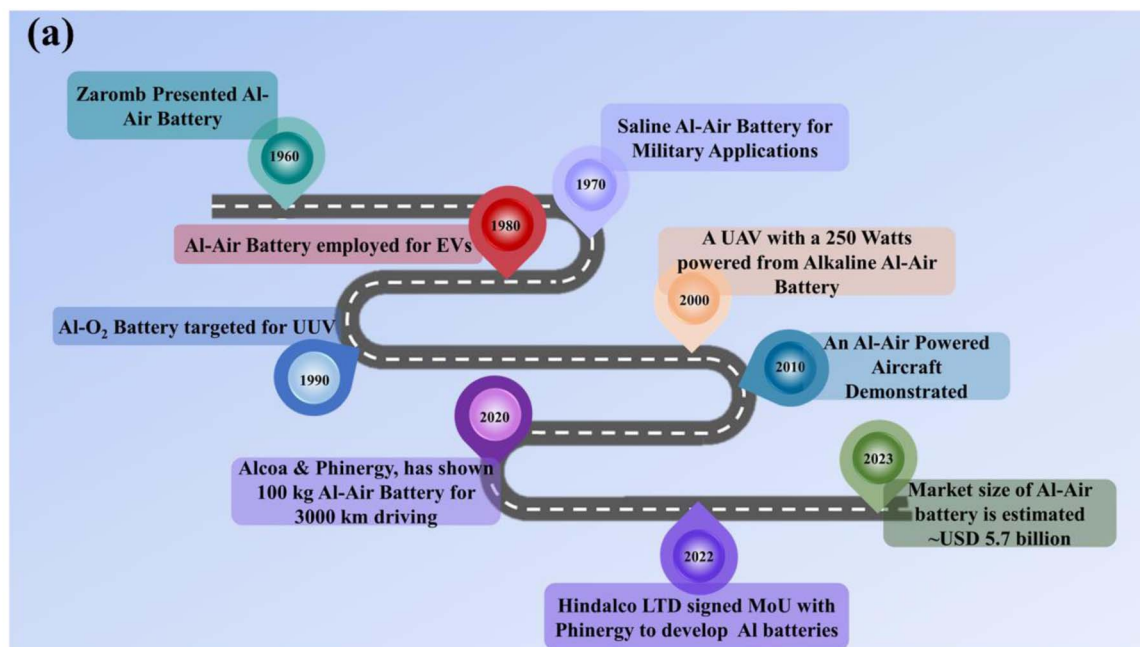 (a)
Zaromb Presented Al-
Air Battery
1960
Saline Al-Air Battery for
Military Applications
1970
Al-Air Battery employed for EVs
1980
Al-O₂ Battery targeted for UUV
1990
A UAV with a 250 Watts
powered from Alkaline Al-Air
Battery
2000
2010
An Al-Air Powered
Aircraft
Demonstrated
2020
Alcoa & Phinergy, has shown
100 kg Al-Air Battery for
3000 km driving
2022
Hindalco LTD signed MoU with
Phinergy to develop Al batteries
2023
Market size of Al-Air
battery is estimated
~USD 5.7 billion